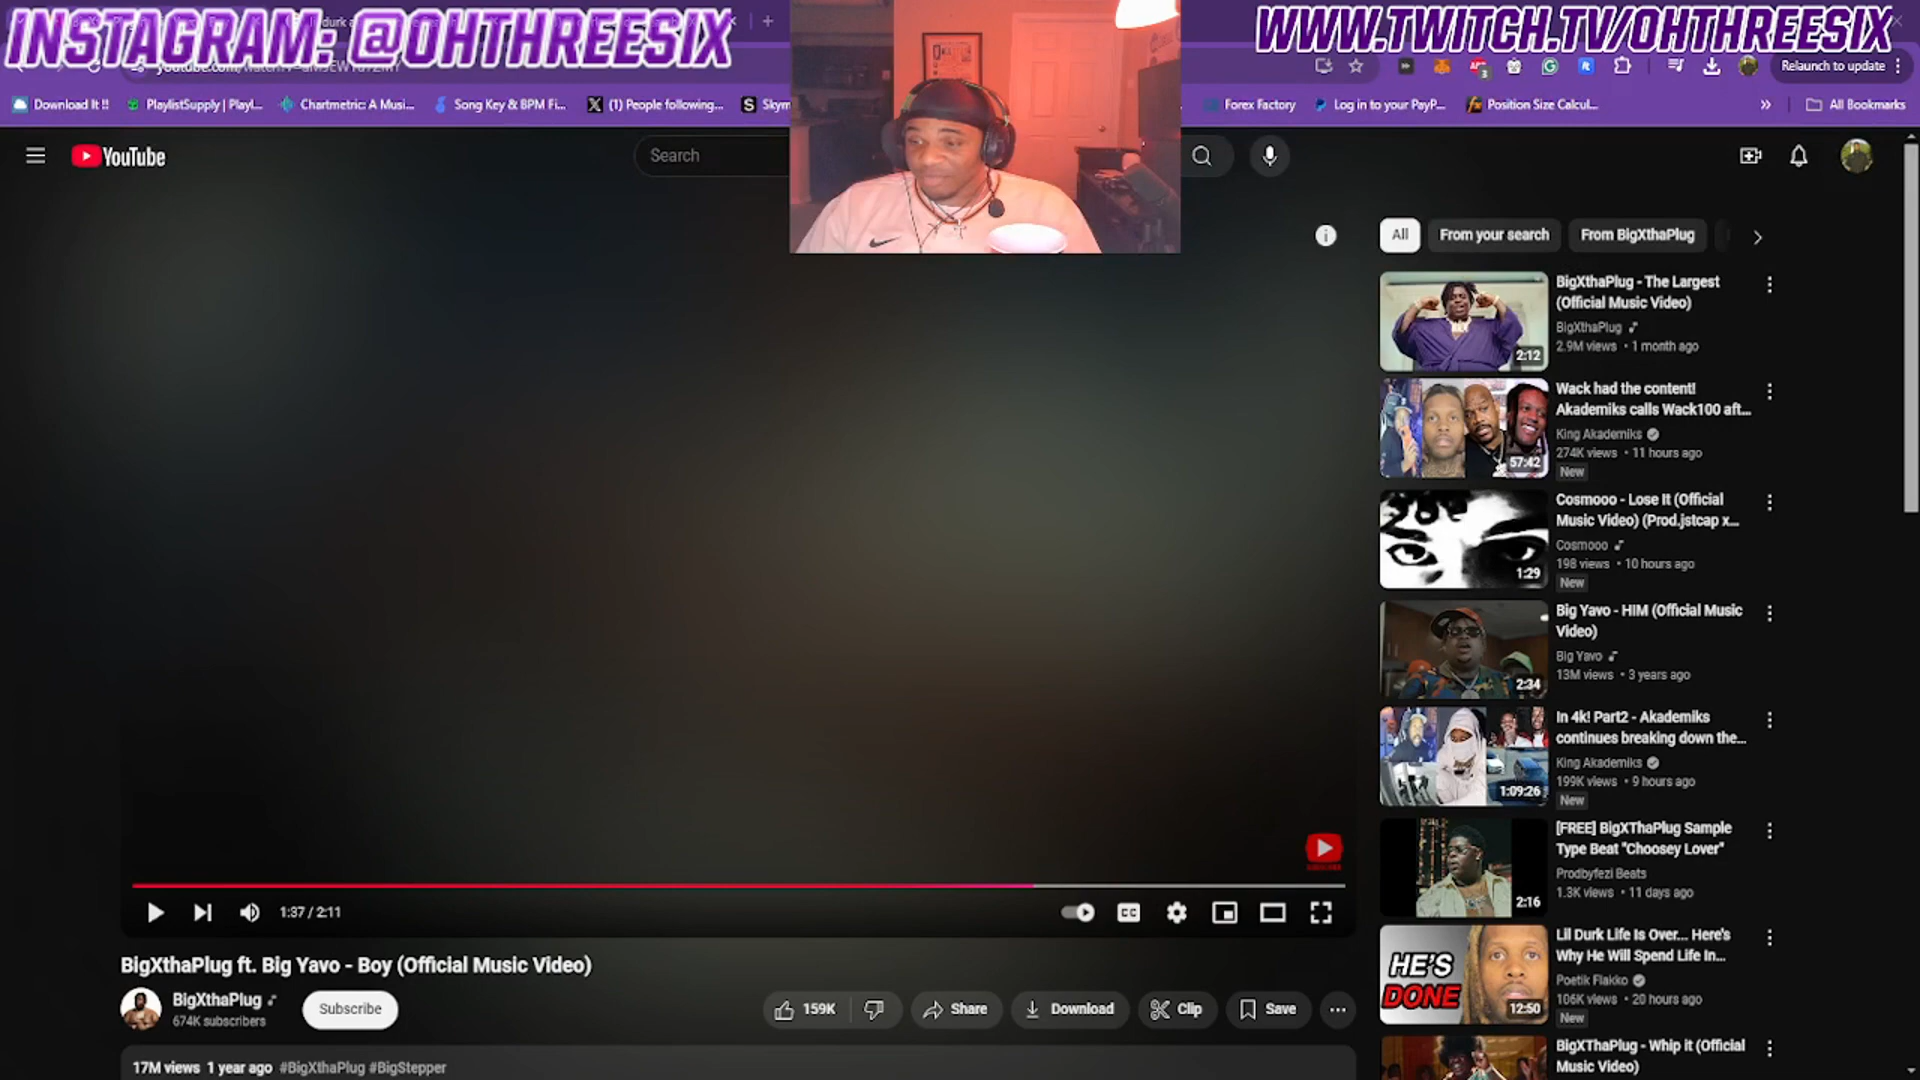 INSTAGRAM: @OHTHREESIX
WWW.TWITCH.TV/OHTHREESIX
Relaunch to update
Download It !!
PlaylistSupply | Playl...
Chartmetric: A Musi...
Song Key & BPM Fi...
(1) People following...
Skym
Forex Factory
Log in to your PayP...
Position Size Calcul...
»
All Bookmarks
YouTube
Search
All
From your search
From BigXthaPlug
BigXthaPlug - The Largest
(Official Music Video)
BigXthaPlug
2.9M views • 1 month ago
2:12
Wack had the content!
Akademiks calls Wack100 aft...
King Akademiks
274K views • 11 hours ago
New
57:42
Cosmooo - Lose It (Official
Music Video) (Prod.jstcap x...
Cosmooo
198 views • 10 hours ago
New
1:29
Big Yavo - HIM (Official Music
Video)
Big Yavo
13M views • 3 years ago
2:34
In 4k! Part2 - Akademiks
continues breaking down the...
King Akademiks
199K views • 9 hours ago
New
1:09:26
[FREE] BigXThaPlug Sample
Type Beat "Choosey Lover"
Prodbyfezi Beats
1.3K views • 11 days ago
2:16
Lil Durk Life Is Over... Here's
Why He Will Spend Life In...
Poetik Flakko
106K views • 20 hours ago
New
HE'S
DONE
12:50
BigXThaPlug - Whip it (Official
Music Video)
1:37 / 2:11
CC
BigXthaPlug ft. Big Yavo - Boy (Official Music Video)
BigXthaPlug
674K subscribers
Subscribe
159K
Share
Download
Clip
Save
17M views 1 year ago #BigXthaPlug #BigStepper